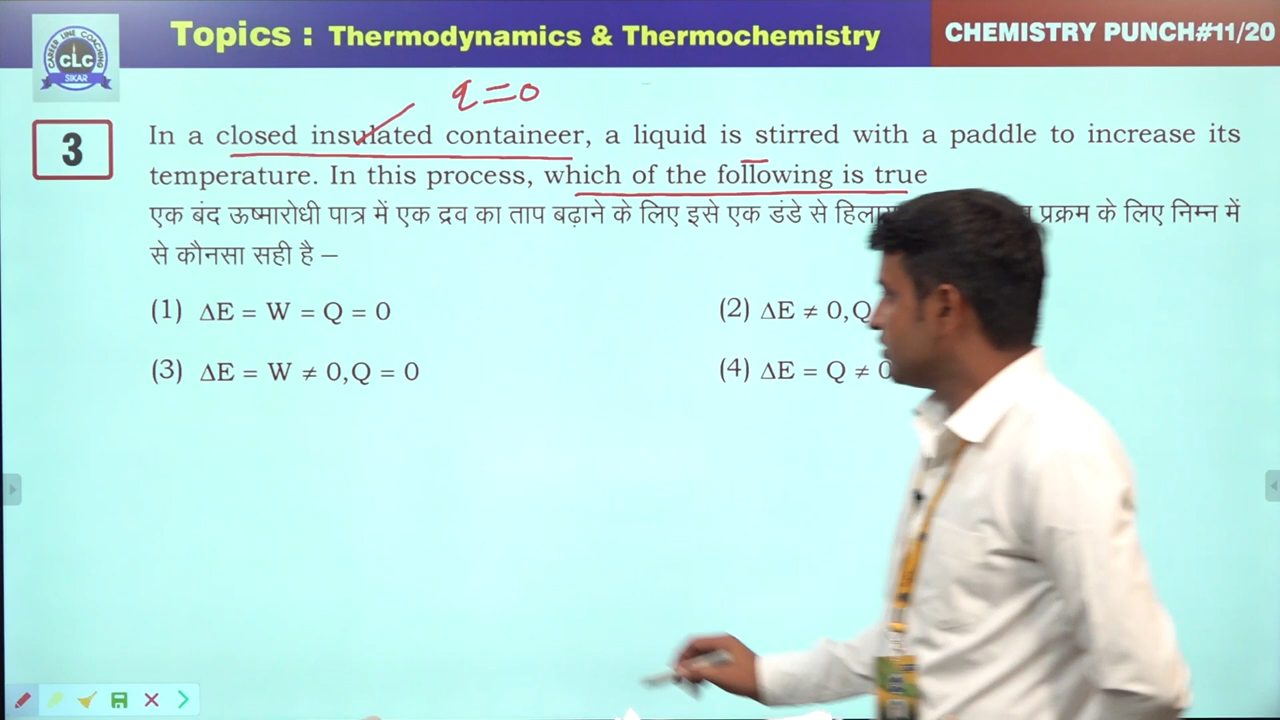 Topics : Thermodynamics & Thermochemistry
CHEMISTRY PUNCH#11/20
CAREER LINE COACHING
CLC
SIKAR
q=0
3
In a closed insulated containeer, a liquid is stirred with a paddle to increase its
temperature. In this process, which of the following is true
एक बंद ऊष्मारोधी पात्र में एक द्रव का ताप बढ़ाने के लिए इसे एक डंडे से प्रक्रम के लिए निम्न में
से कौनसा सही है –
(1) ΔE = W = Q = 0
(2) ΔE ≠ 0, Q
(3) ΔE = W ≠ 0, Q = 0
(4) ΔE = Q ≠ 0